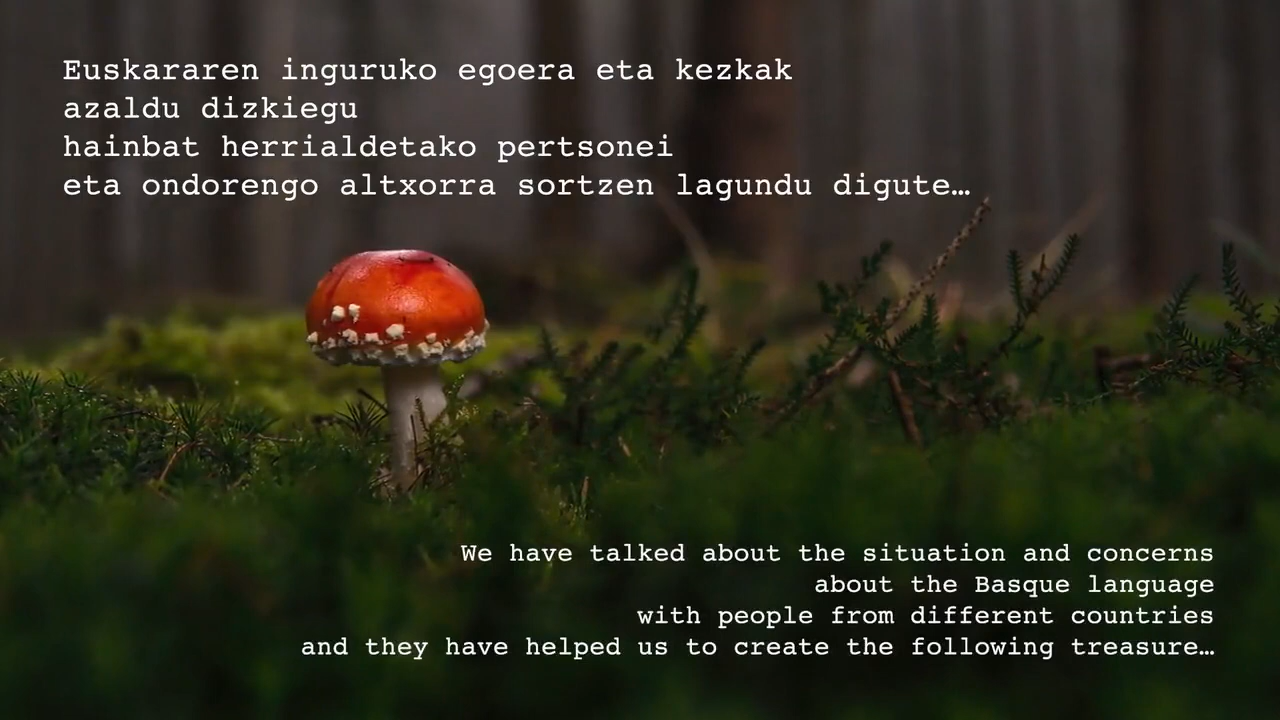 Euskararen inguruko egoera eta kezkak
azaldu dizkiegu
hainbat herrialdetako pertsonei
eta ondorengo altxorra sortzen lagundu digute…
We have talked about the situation and concerns
about the Basque language
with people from different countries
and they have helped us to create the following treasure…